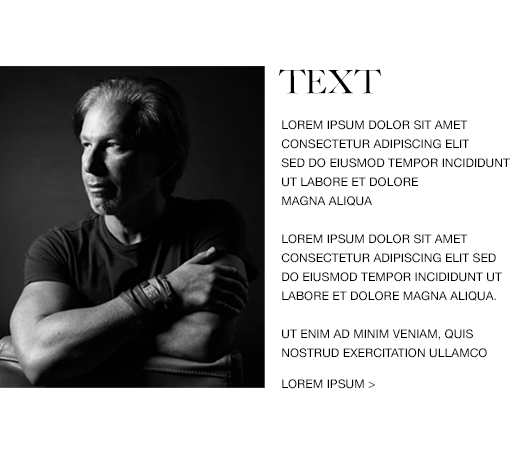 TEXT
LOREM IPSUM DOLOR SIT AMET
CONSECTETUR ADIPISCING ELIT
SED DO EIUSMOD TEMPOR INCIDIDUNT
UT LABORE ET DOLORE
MAGNA ALIQUA
LOREM IPSUM DOLOR SIT AMET
CONSECTETUR ADIPISCING ELIT SED
DO EIUSMOD TEMPOR INCIDIDUNT UT
LABORE ET DOLORE MAGNA ALIQUA.
UT ENIM AD MINIM VENIAM, QUIS
NOSTRUD EXERCITATION ULLAMCO
LOREM IPSUM >